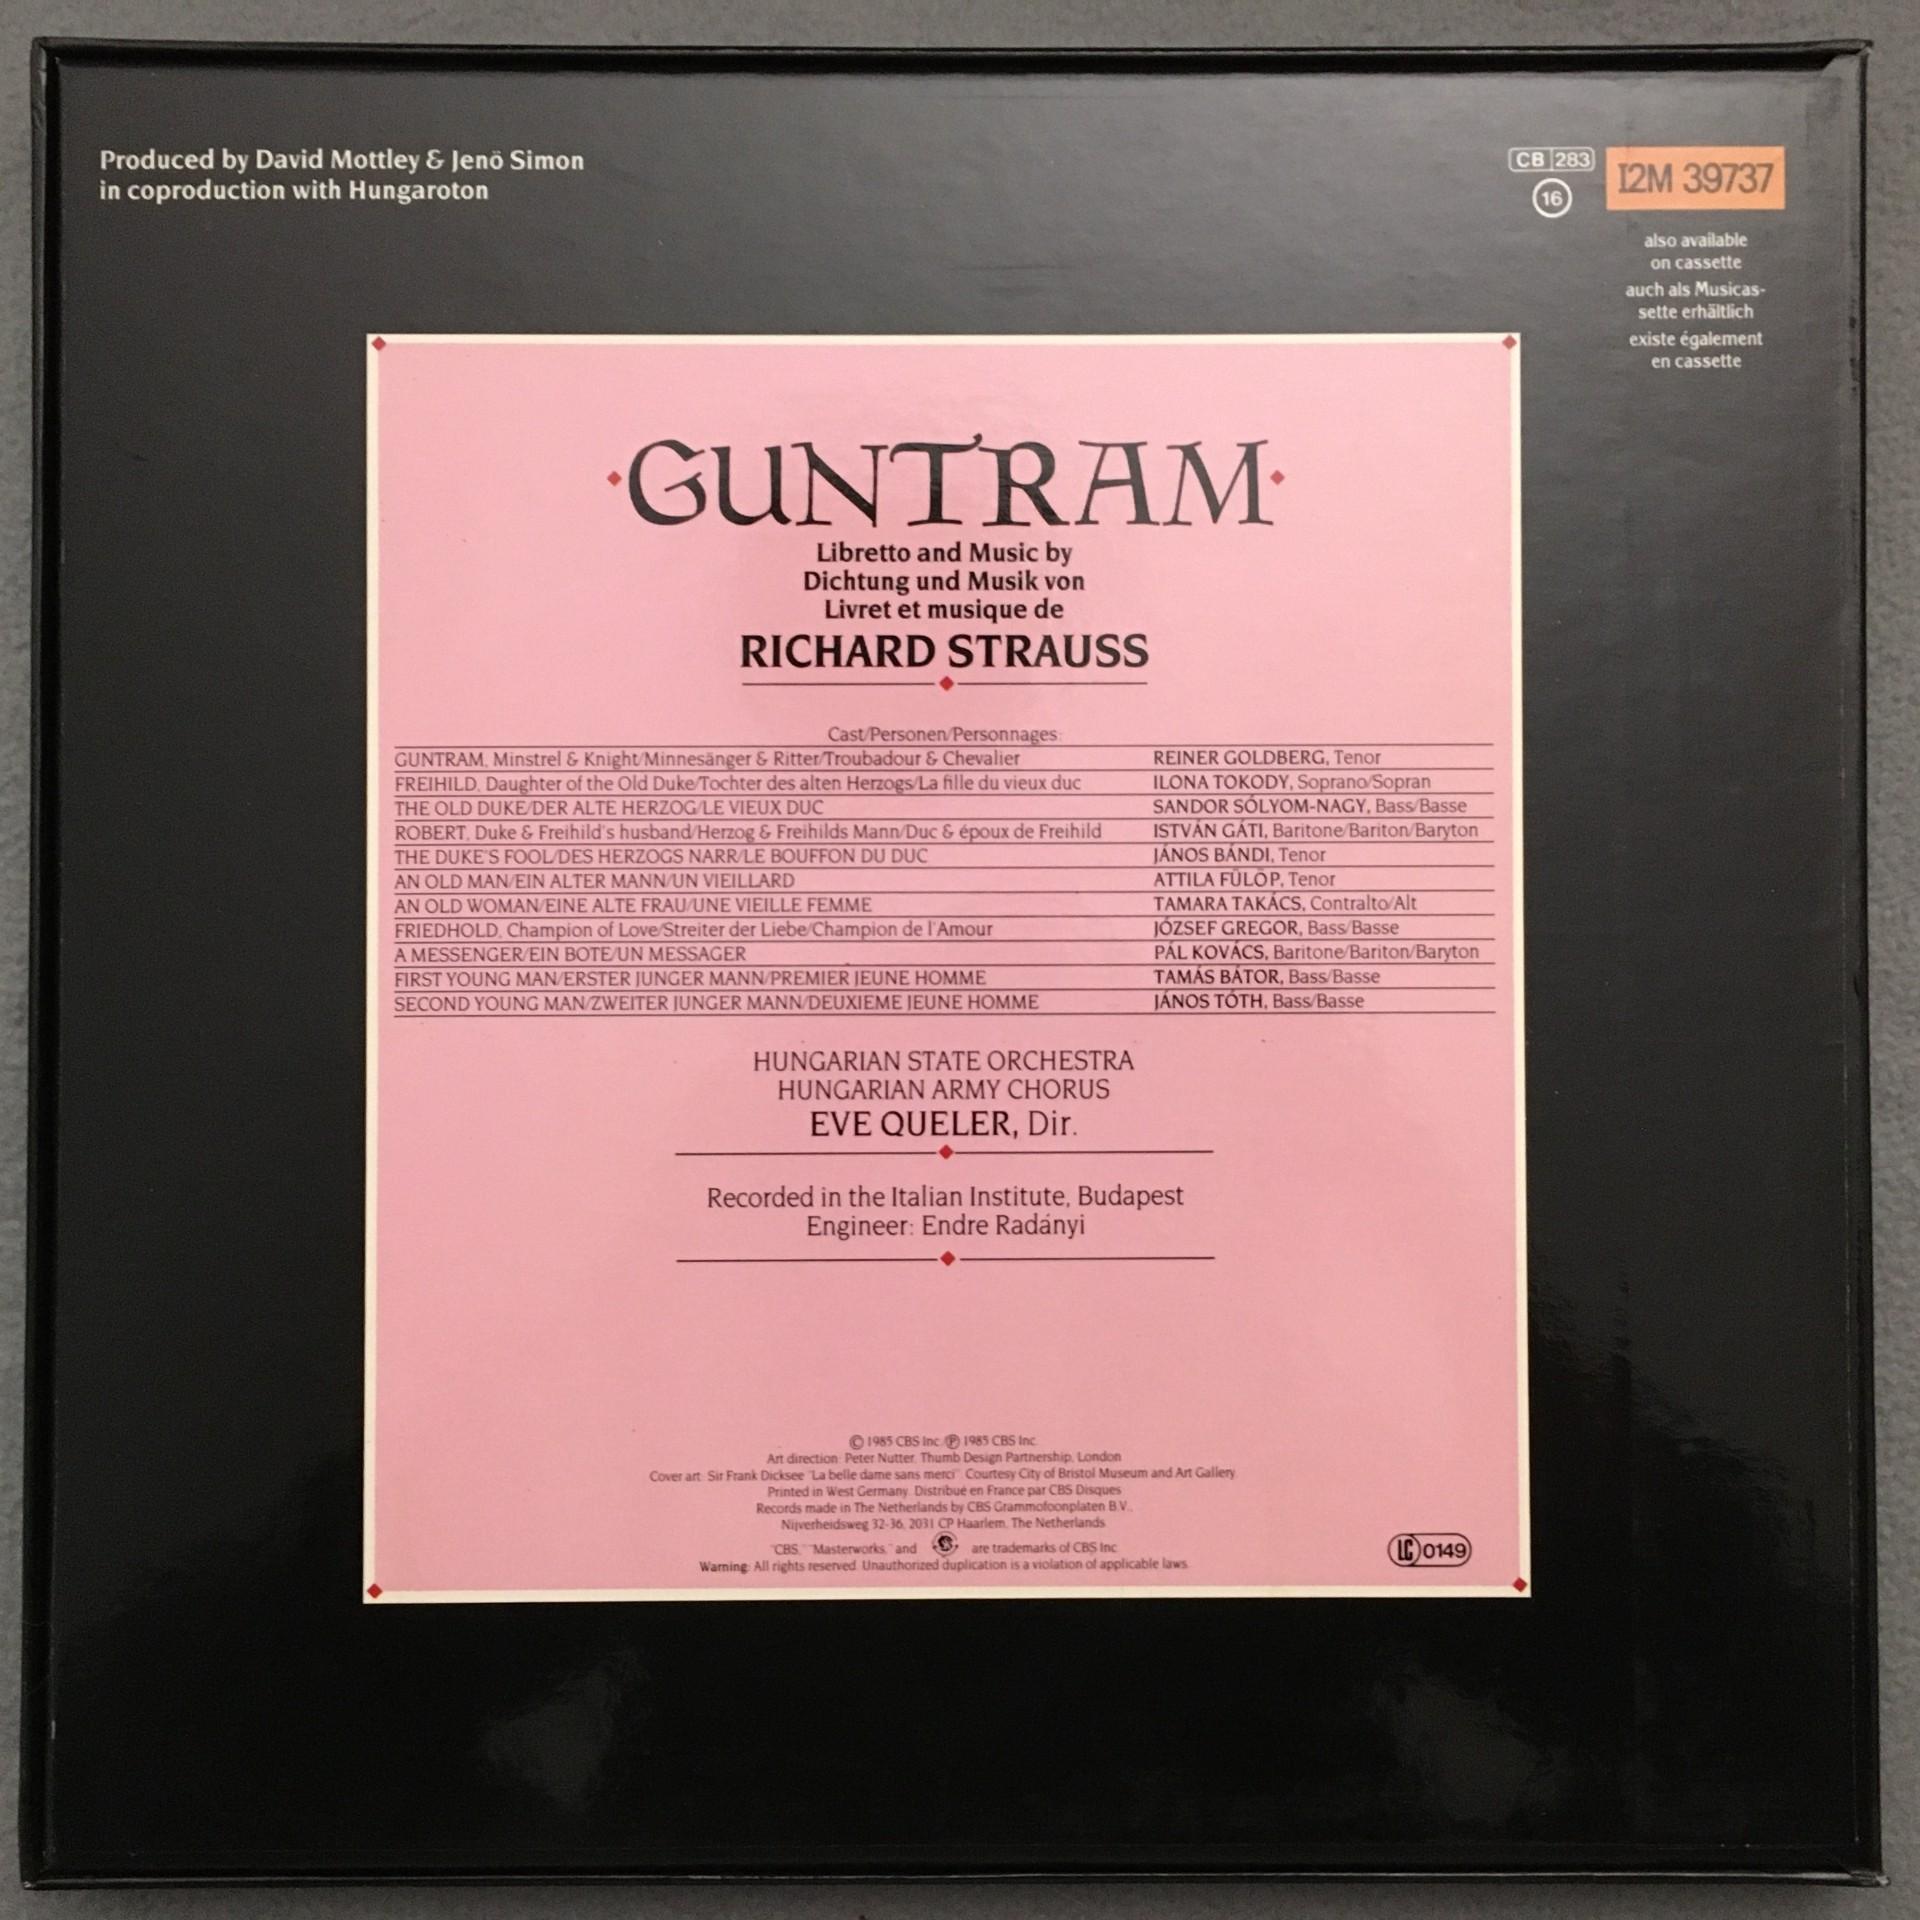 Produced by David Mottley & Jenö Simon
in coproduction with Hungaroton
CB 283
16
I2M 39737
also available
on cassette
auch als Musicas-
sette erhältlich
existe également
en cassette
GUNTRAM
Libretto and Music by
Dichtung und Musik von
Livret et musique de
RICHARD STRAUSS
Cast/Personen/Personnages:
GUNTRAM, Minstrel & Knight/Minnesänger & Ritter/Troubadour & Chevalier REINER GOLDBERG, Tenor
FREIHILD, Daughter of the Old Duke/Tochter des alten Herzogs/La fille du vieux duc ILONA TOKODY, Soprano/Sopran
THE OLD DUKE/DER ALTE HERZOG/LE VIEUX DUC SANDOR SÓLYOM-NAGY, Bass/Basse
ROBERT, Duke & Freihild's husband/Herzog & Freihilds Mann/Duc & époux de Freihild ISTVÁN GÁTI, Baritone/Bariton/Baryton
THE DUKE'S FOOL/DES HERZOGS NARR/LE BOUFFON DU DUC JÁNOS BÁNDI, Tenor
AN OLD MAN/EIN ALTER MANN/UN VIEILLARD ATTILA FÜLÖP, Tenor
AN OLD WOMAN/EINE ALTE FRAU/UNE VIEILLE FEMME TAMARA TAKÁCS, Contralto/Alt
FRIEDHOLD, Champion of Love/Streiter der Liebe/Champion de l'Amour JÓZSEF GREGOR, Bass/Basse
A MESSENGER/EIN BOTE/UN MESSAGER PÁL KOVÁCS, Baritone/Bariton/Baryton
FIRST YOUNG MAN/ERSTER JUNGER MANN/PREMIER JEUNE HOMME TAMÁS BÁTOR, Bass/Basse
SECOND YOUNG MAN/ZWEITER JUNGER MANN/DEUXIEME JEUNE HOMME JÁNOS TÓTH, Bass/Basse
HUNGARIAN STATE ORCHESTRA
HUNGARIAN ARMY CHORUS
EVE QUELER, Dir.
Recorded in the Italian Institute, Budapest
Engineer: Endre Radányi
© 1985 CBS Inc. ℗ 1985 CBS Inc.
Art direction: Peter Nutter, Thumb Design Partnership, London
Cover art: Sir Frank Dicksee "La belle dame sans merci". Courtesy City of Bristol Museum and Art Gallery
Printed in West Germany. Distribué en France par CBS Disques
Records made in The Netherlands by CBS Grammofoonplaten B.V.,
Nijverheidsweg 32-36, 2031 CP Haarlem, The Netherlands
"CBS," "Masterworks," and are trademarks of CBS Inc.
Warning: All rights reserved. Unauthorized duplication is a violation of applicable laws.
LC 0149